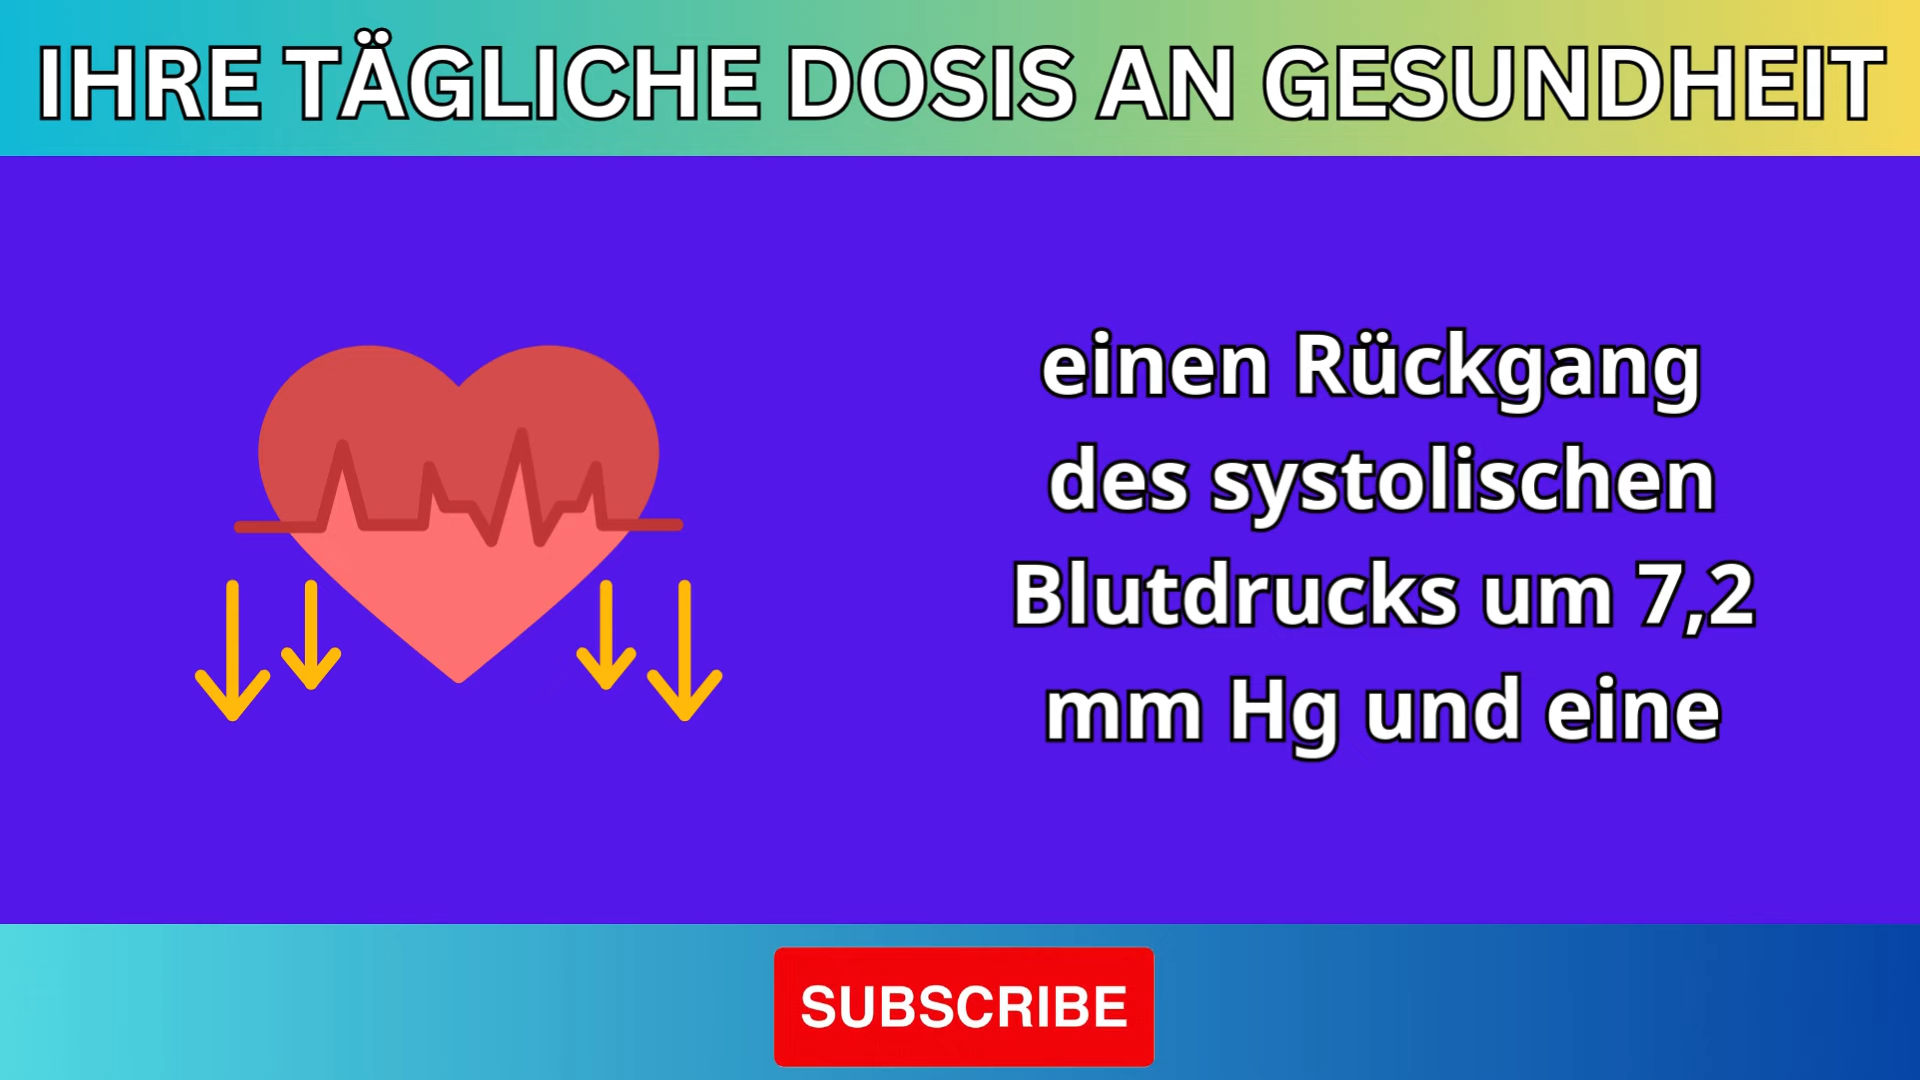 IHRE TÄGLICHE DOSIS AN GESUNDHEIT
einen Rückgang
des systolischen
Blutdrucks um 7,2
mm Hg und eine
SUBSCRIBE